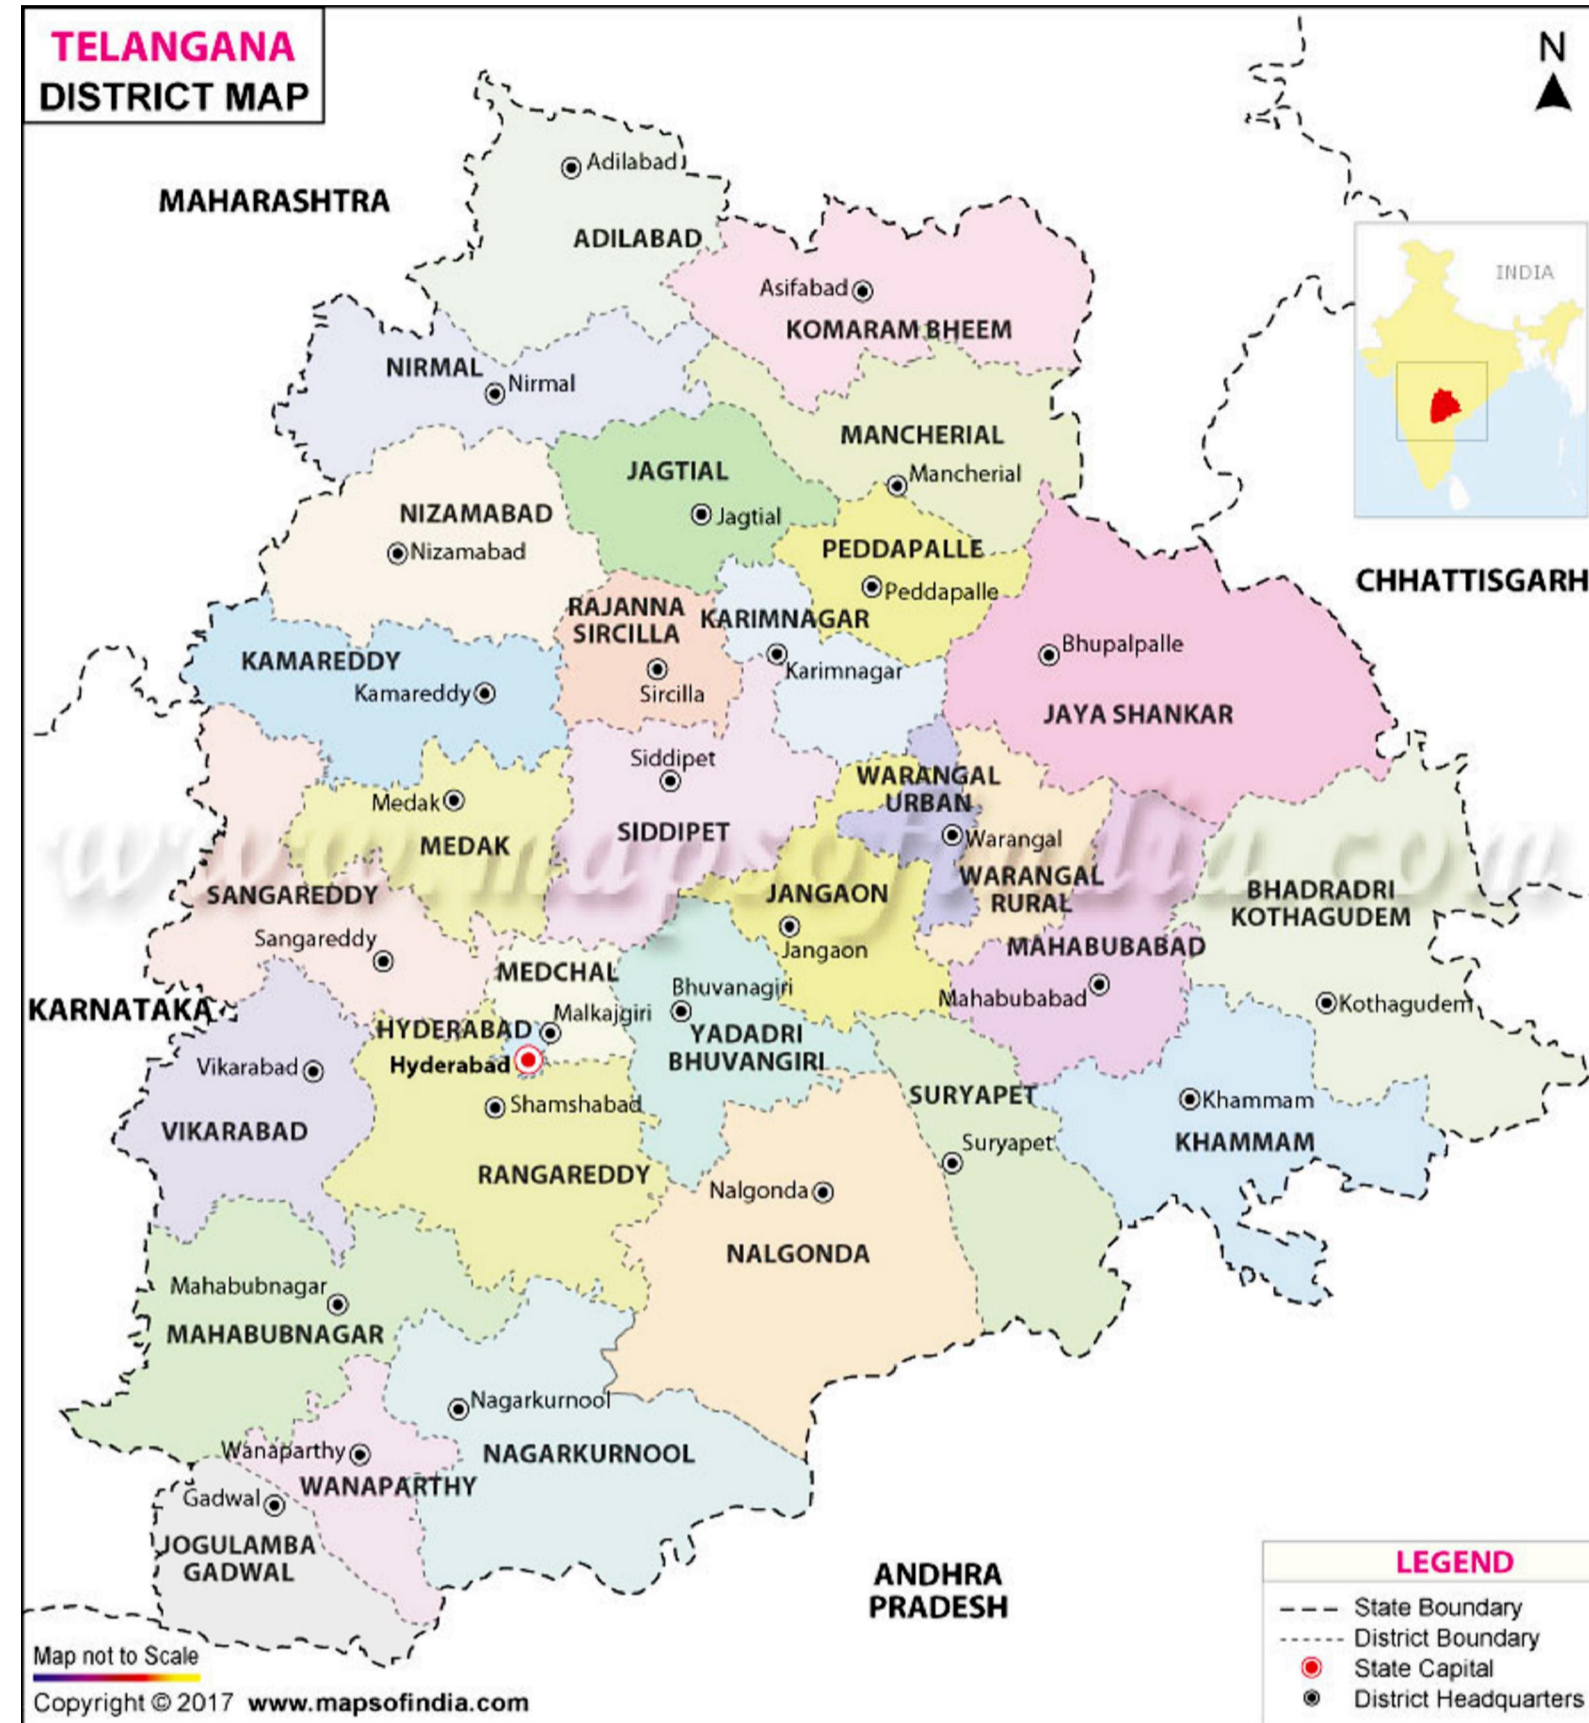 TELANGANA
DISTRICT MAP
N
MAHARASHTRA
Adilabad
ADILABAD
Asifabad
KOMARAM BHEEM
INDIA
NIRMAL
Nirmal
MANCHERIAL
Mancherial
JAGTIAL
Jagtial
NIZAMABAD
Nizamabad
PEDDAPALLE
Peddapalle
CHHATTISGARH
RAJANNA
SIRCILLA
Sircilla
KARIMNAGAR
Karimnagar
KAMAREDDY
Kamareddy
Bhupalpalle
JAYA SHANKAR
Siddipet
SIDDIPET
Medak
MEDAK
WARANGAL
URBAN
Warangal
WARANGAL
RURAL
www.mapsofindia.com
SANGAREDDY
Sangareddy
JANGAON
Jangaon
BHADRADRI
KOTHAGUDEM
Kothagudem
MAHABUBABAD
Mahabubabad
KARNATAKA
MEDCHAL
Malkajgiri
HYDERABAD
Hyderabad
Bhuvanagiri
YADADRI
BHUVANGIRI
Vikarabad
VIKARABAD
Shamshabad
RANGAREDDY
SURYAPET
Suryapet
Khammam
KHAMMAM
Nalgonda
NALGONDA
Mahabubnagar
MAHABUBNAGAR
Nagarkurnool
NAGARKURNOOL
Wanaparthy
WANAPARTHY
Gadwal
JOGULAMBA
GADWAL
ANDHRA
PRADESH
LEGEND
State Boundary
District Boundary
State Capital
District Headquarters
Map not to Scale
Copyright © 2017 www.mapsofindia.com